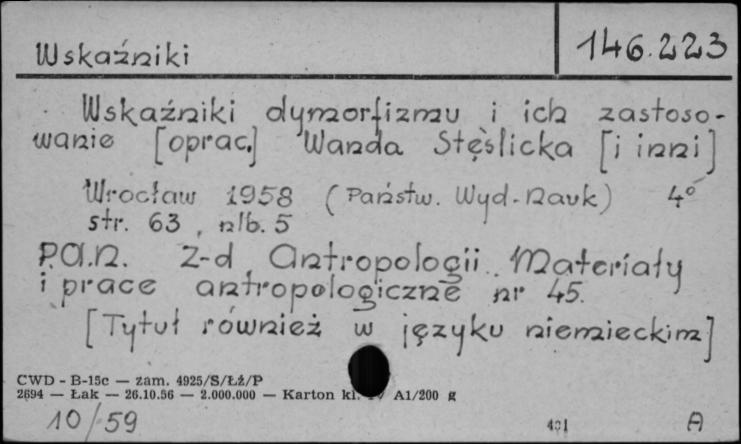 Wskaźniki
146.223
Wskaźniki dymorfizmu i ich zastoso-
wanie [oprac.] Wanda Stęślicka [i inni]
Wrocław 1958 (Państw. Wyd. Nauk) 4°
str. 63, nlb. 5
P.A.N. Z-d Antropologii. Materiały
i prace antropologiczne nr 45.
[Tytuł również w języku niemieckim]
CWD - B-15c — zam. 4925/S/Łź/P
2694 — Łak — 26.10.56 — 2.000.000 — Karton kl. A1/200 g
10/59
A